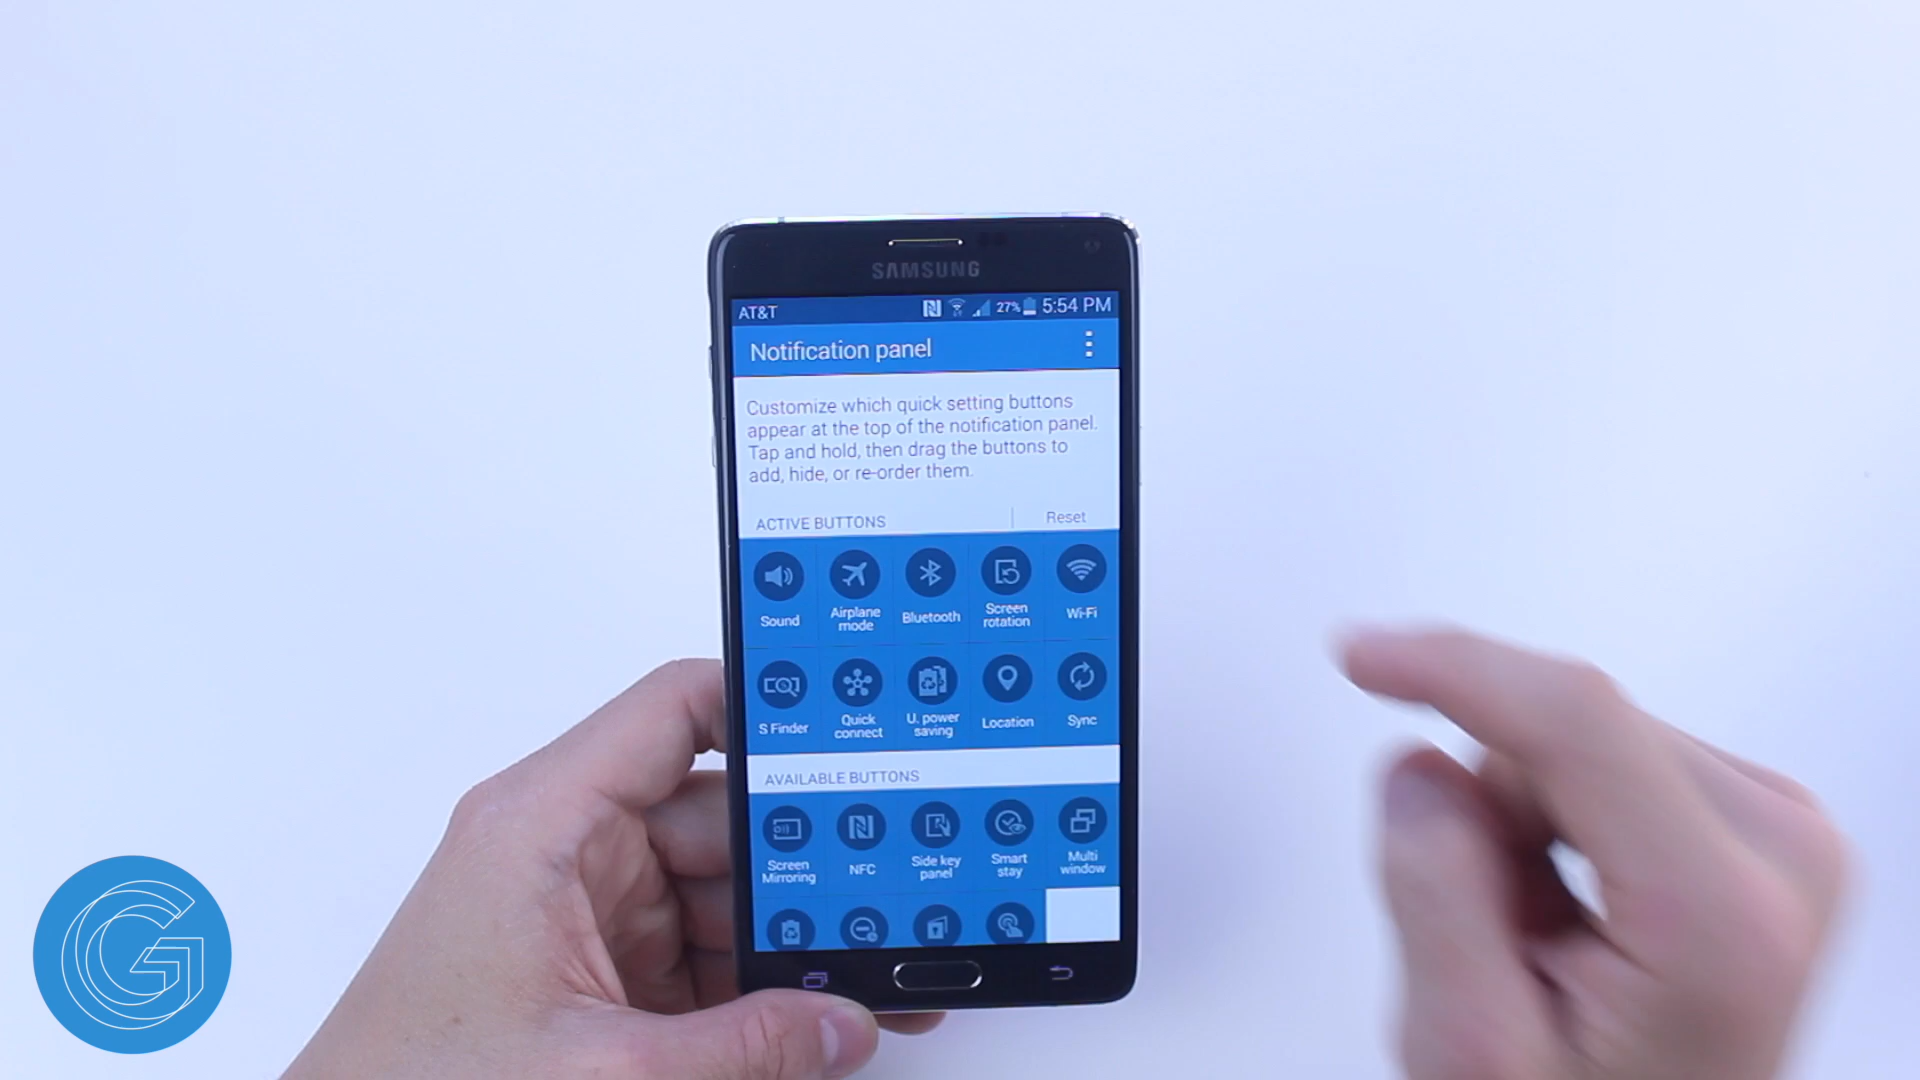 SAMSUNG
AT&T 27% 5:54 PM
Notification panel
Customize which quick setting buttons
appear at the top of the notification panel.
Tap and hold, then drag the buttons to
add, hide, or re-order them.
ACTIVE BUTTONS Reset
Sound
Airplane
mode
Bluetooth
Screen
rotation
Wi-Fi
S Finder
Quick
connect
U. power
saving
Location
Sync
AVAILABLE BUTTONS
Screen
Mirroring
NFC
Side key
panel
Smart
stay
Multi
window